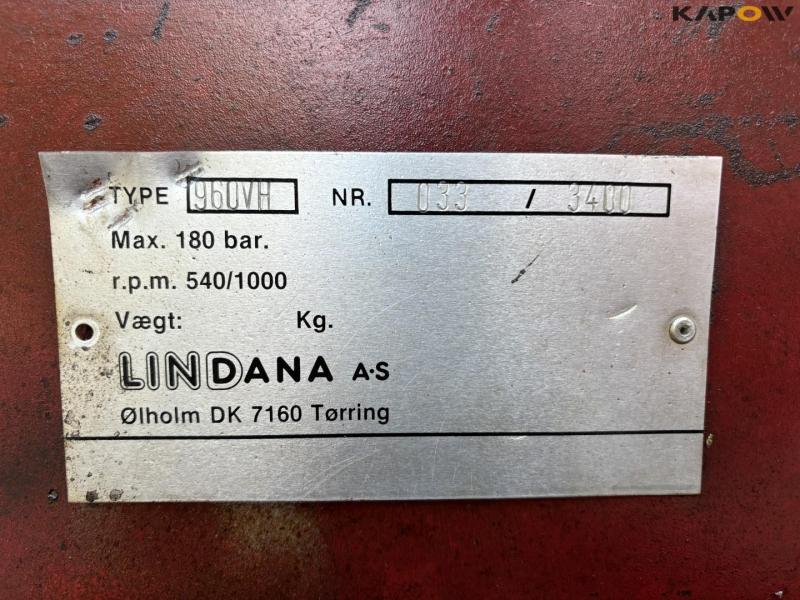 KAPOW
TYPE 960VH NR. 033 / 3400
Max. 180 bar.
r.p.m. 540/1000
Vægt: Kg.
LINDANA A·S
Ølholm DK 7160 Tørring